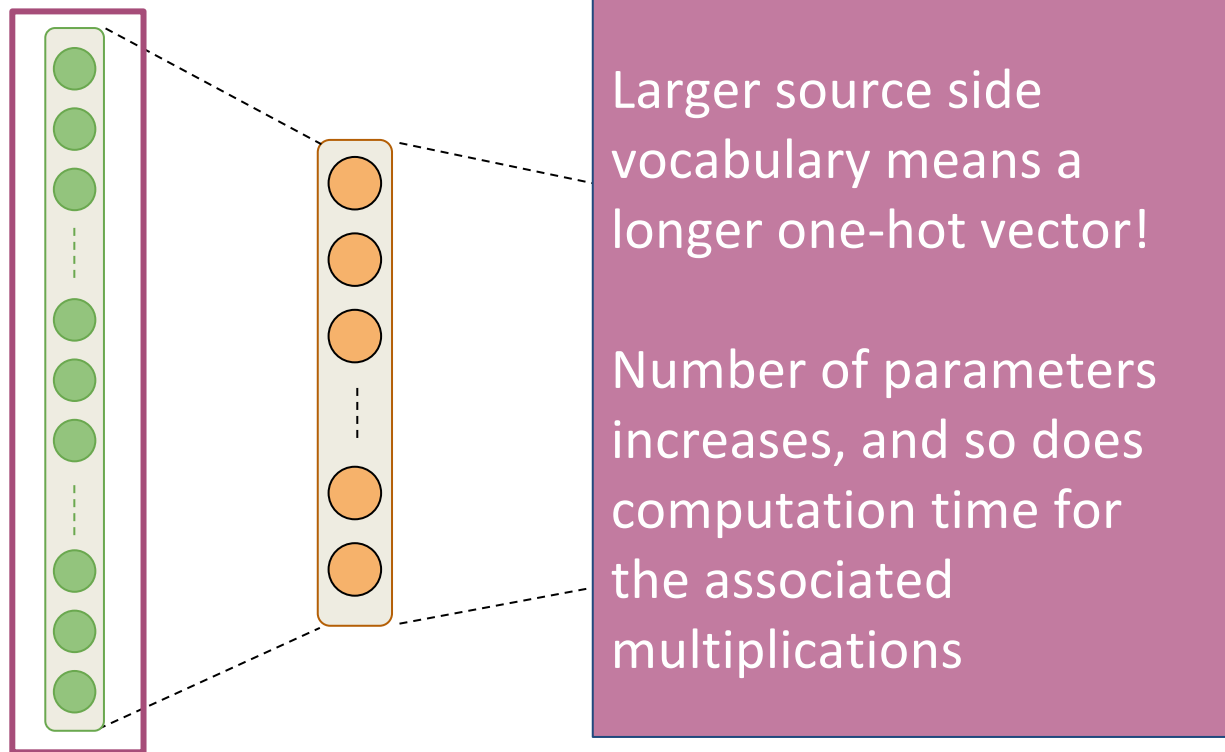 Larger source side
vocabulary means a
longer one-hot vector!
Number of parameters
increases, and so does
computation time for
the associated
multiplications